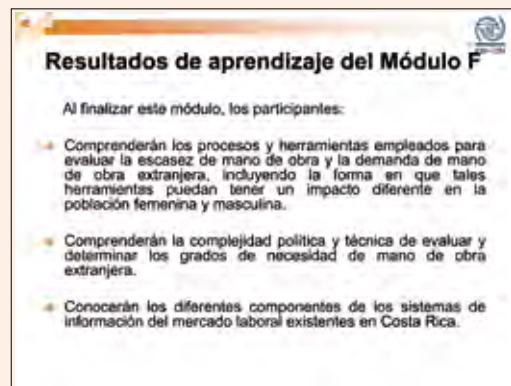 Resultados de aprendizaje del Módulo F
Al finalizar este módulo, los participantes:
Comprenderán los procesos y herramientas empleados para
evaluar la escasez de mano de obra y la demanda de mano
de obra extranjera, incluyendo la forma en que tales
herramientas puedan tener un impacto diferente en la
población femenina y masculina.
Comprenderán la complejidad política y técnica de evaluar y
determinar los grados de necesidad de mano de obra
extranjera.
Conocerán los diferentes componentes de los sistemas de
información del mercado laboral existentes en Costa Rica.